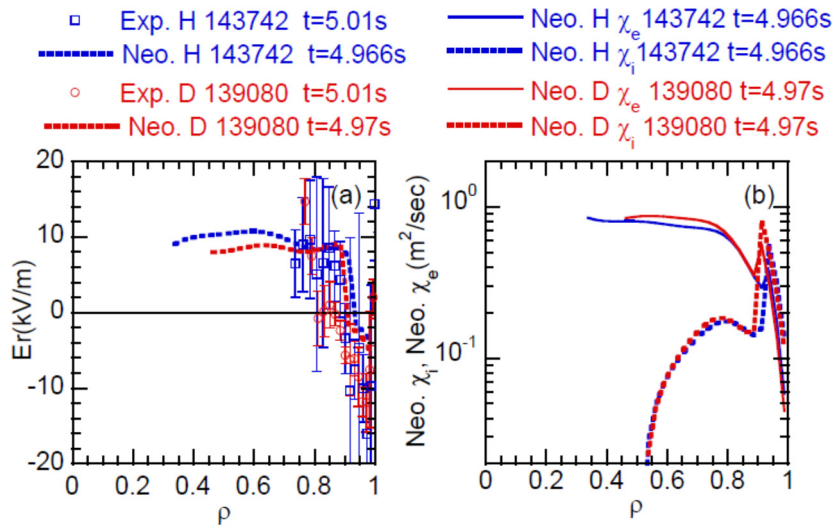 Exp. H 143742 t=5.01s
Neo. H 143742 t=4.966s
Exp. D 139080 t=5.01s
Neo. D 139080 t=4.97s
Neo. H χe 143742 t=4.966s
Neo. H χi 143742 t=4.966s
Neo. D χe 139080 t=4.97s
Neo. D χi 139080 t=4.97s
(a)
Er(kV/m)
20
10
0
-10
-20
0 0.2 0.4 0.6 0.8 1
ρ
(b)
Neo. χi, Neo. χe(m²/sec)
10⁰
10⁻¹
0 0.2 0.4 0.6 0.8 1
ρ